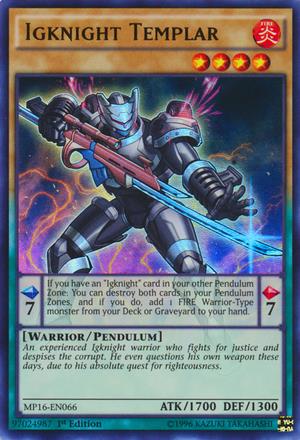 IGKNIGHT TEMPLAR
FIRE
炎
If you have an "Igknight" card in your other Pendulum
Zone: You can destroy both cards in your Pendulum
Zones, and if you do, add 1 FIRE Warrior-Type
monster from your Deck or Graveyard to your hand.
7
7
[WARRIOR/PENDULUM]
An experienced Igknight warrior who fights for justice and
despises the corrupt. He even questions his own weapon these
days, due to his absolute quest for righteousness.
MP16-EN066
ATK/1700 DEF/1300
97024987
1st Edition
©1996 KAZUKI TAKAHASHI